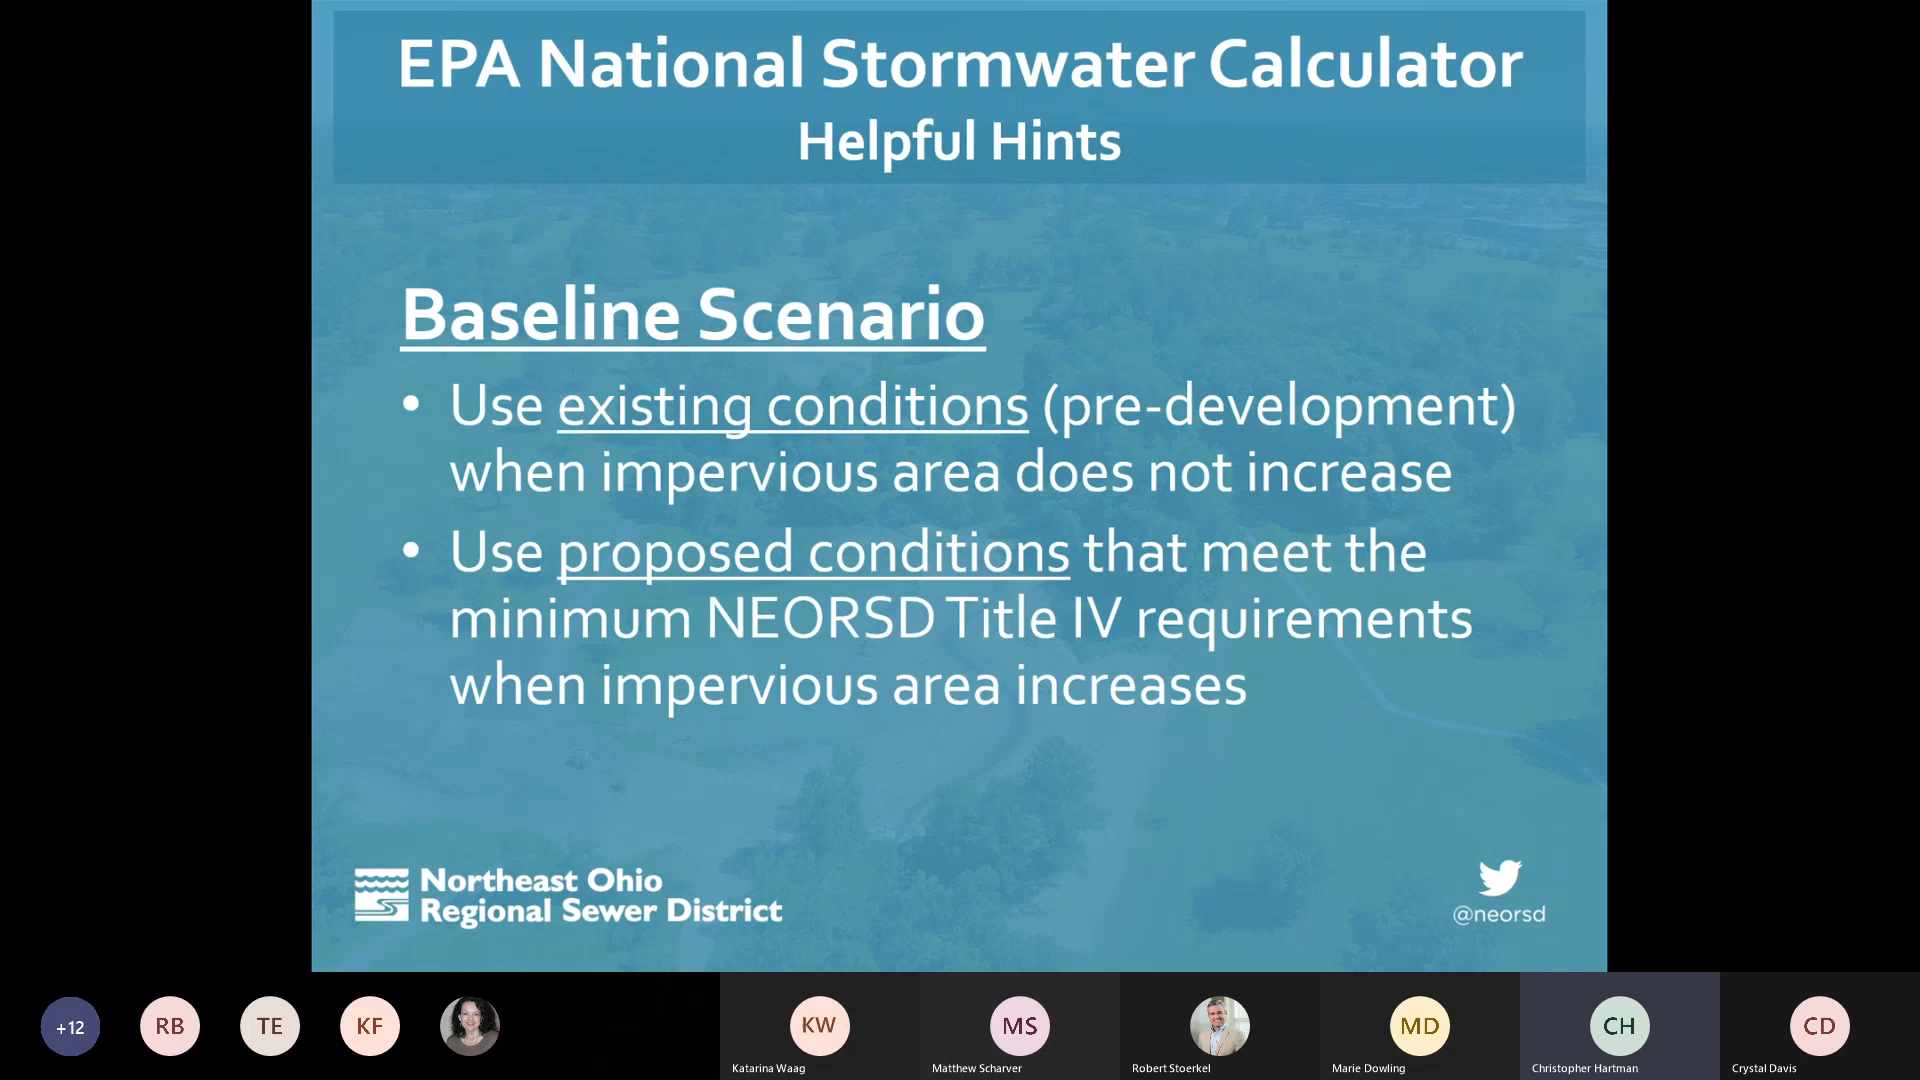 EPA National Stormwater Calculator
Helpful Hints
Baseline Scenario
• Use existing conditions (pre-development)
when impervious area does not increase
• Use proposed conditions that meet the
minimum NEORSD Title IV requirements
when impervious area increases
Northeast Ohio
Regional Sewer District
@neorsd
+12
RB
TE
KF
KW
MS
MD
CH
CD
Katarina Waag
Matthew Scharver
Robert Stoerkel
Marie Dowling
Christopher Hartman
Crystal Davis